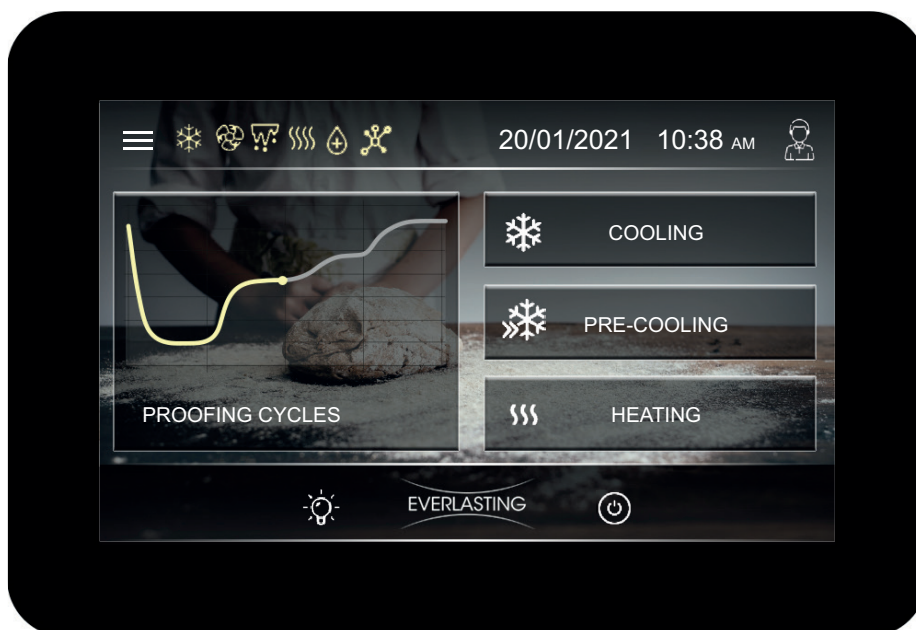 20/01/2021 10:38 AM
COOLING
PRE-COOLING
HEATING
PROOFING CYCLES
EVERLASTING